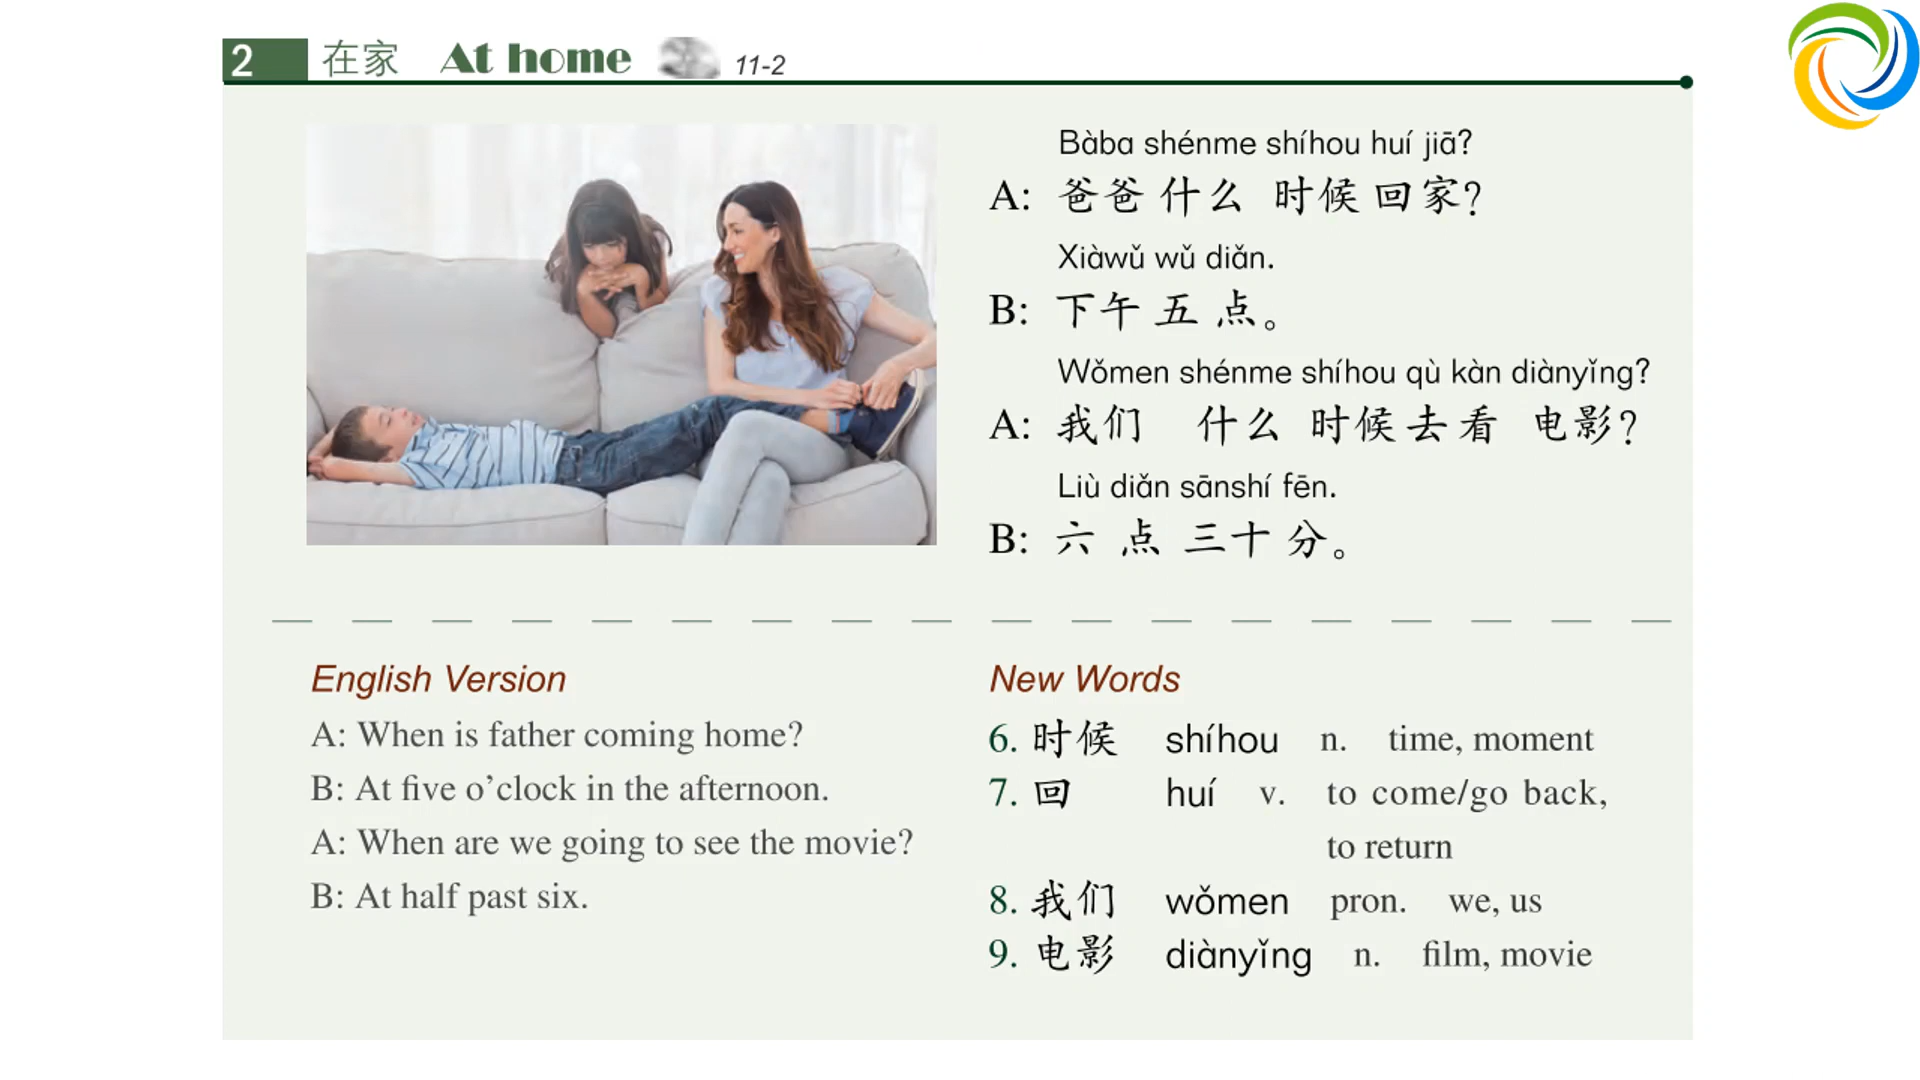 2 在家 At home 11-2
Bàba shénme shíhou huí jiā?
A: 爸爸 什么 时候 回 家?
Xiàwǔ wǔ diǎn.
B: 下午 五 点。
Wǒmen shénme shíhou qù kàn diànyǐng?
A: 我们 什么 时候 去 看 电影?
Liù diǎn sānshí fēn.
B: 六 点 三十 分。
English Version
A: When is father coming home?
B: At five o’clock in the afternoon.
A: When are we going to see the movie?
B: At half past six.
New Words
6. 时候 shíhou n. time, moment
7. 回 huí v. to come/go back,
to return
8. 我们 wǒmen pron. we, us
9. 电影 diànyǐng n. film, movie